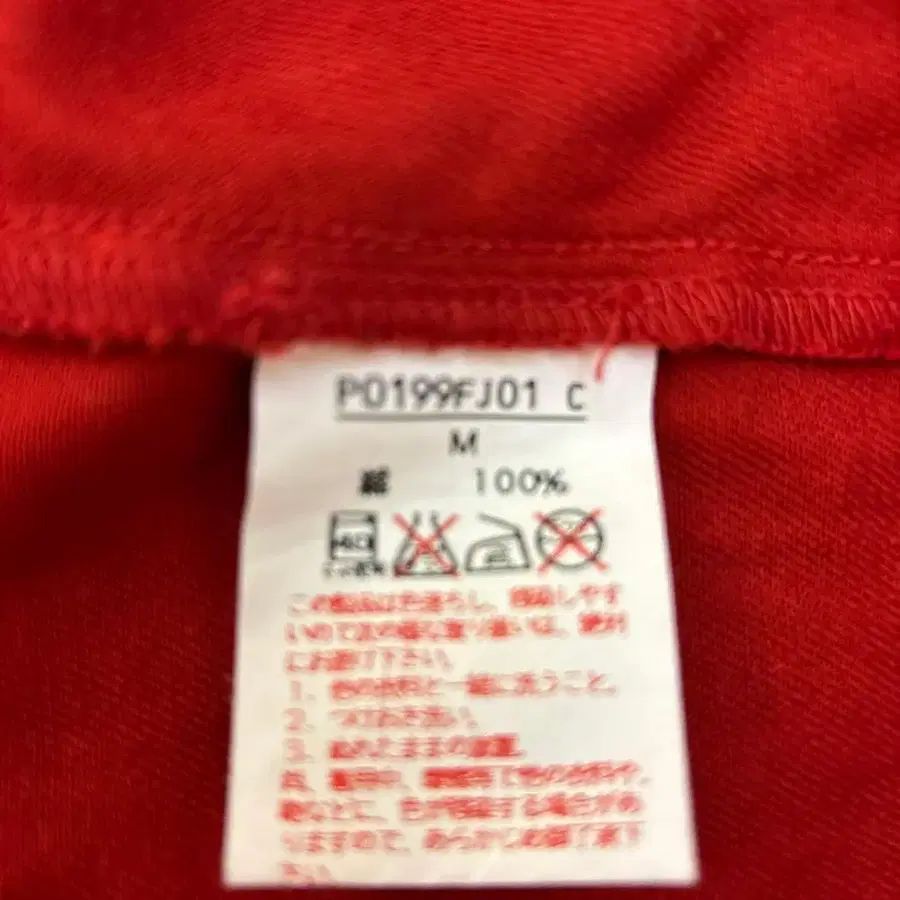 P0199FJ01 C
M
綿 100%
40
この製品は色落ちし、移染しやす
いので次の様な取り扱いは、絶対
にお避け下さい。
1、他の衣料と一緒に洗うこと。
2、つけおき洗い。
3、ぬれたままの放置。
尚、着用中、摩擦等で他の衣料や、
鞄などに、色が移染する場合があ
りますので、あらかじめ御了承下
さい。